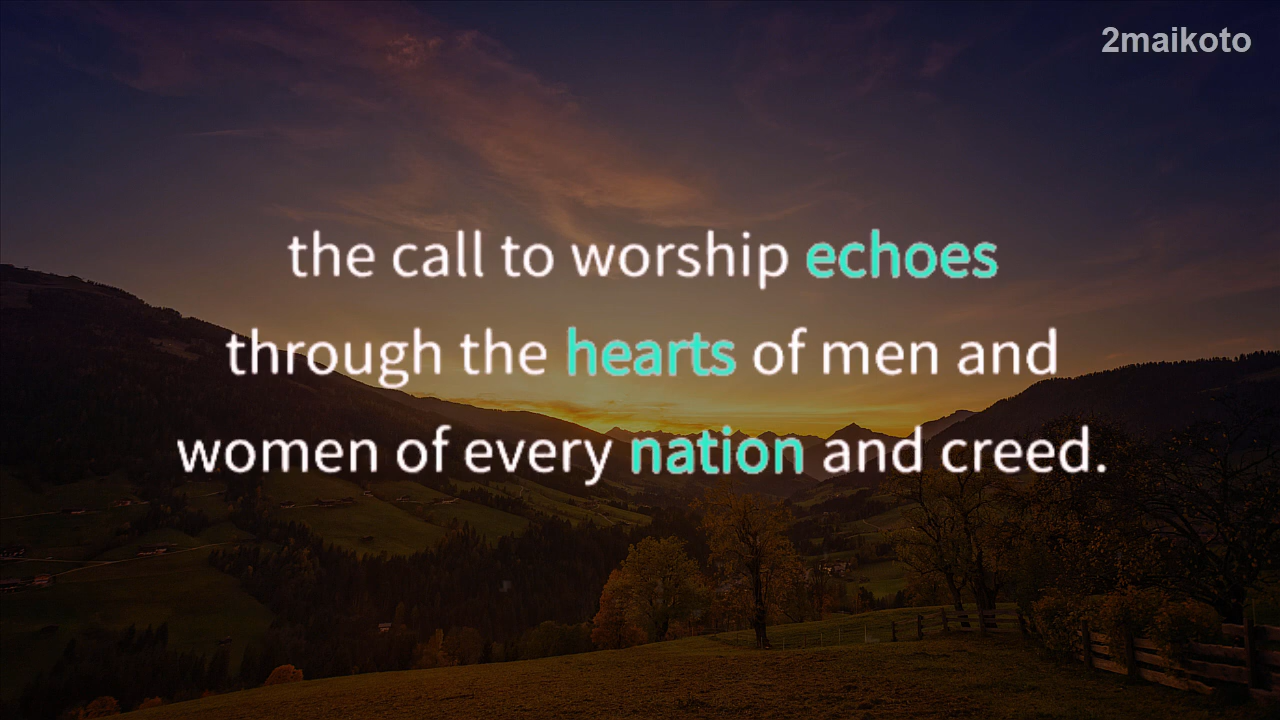 2maikoto
the call to worship echoes
through the hearts of men and
women of every nation and creed.